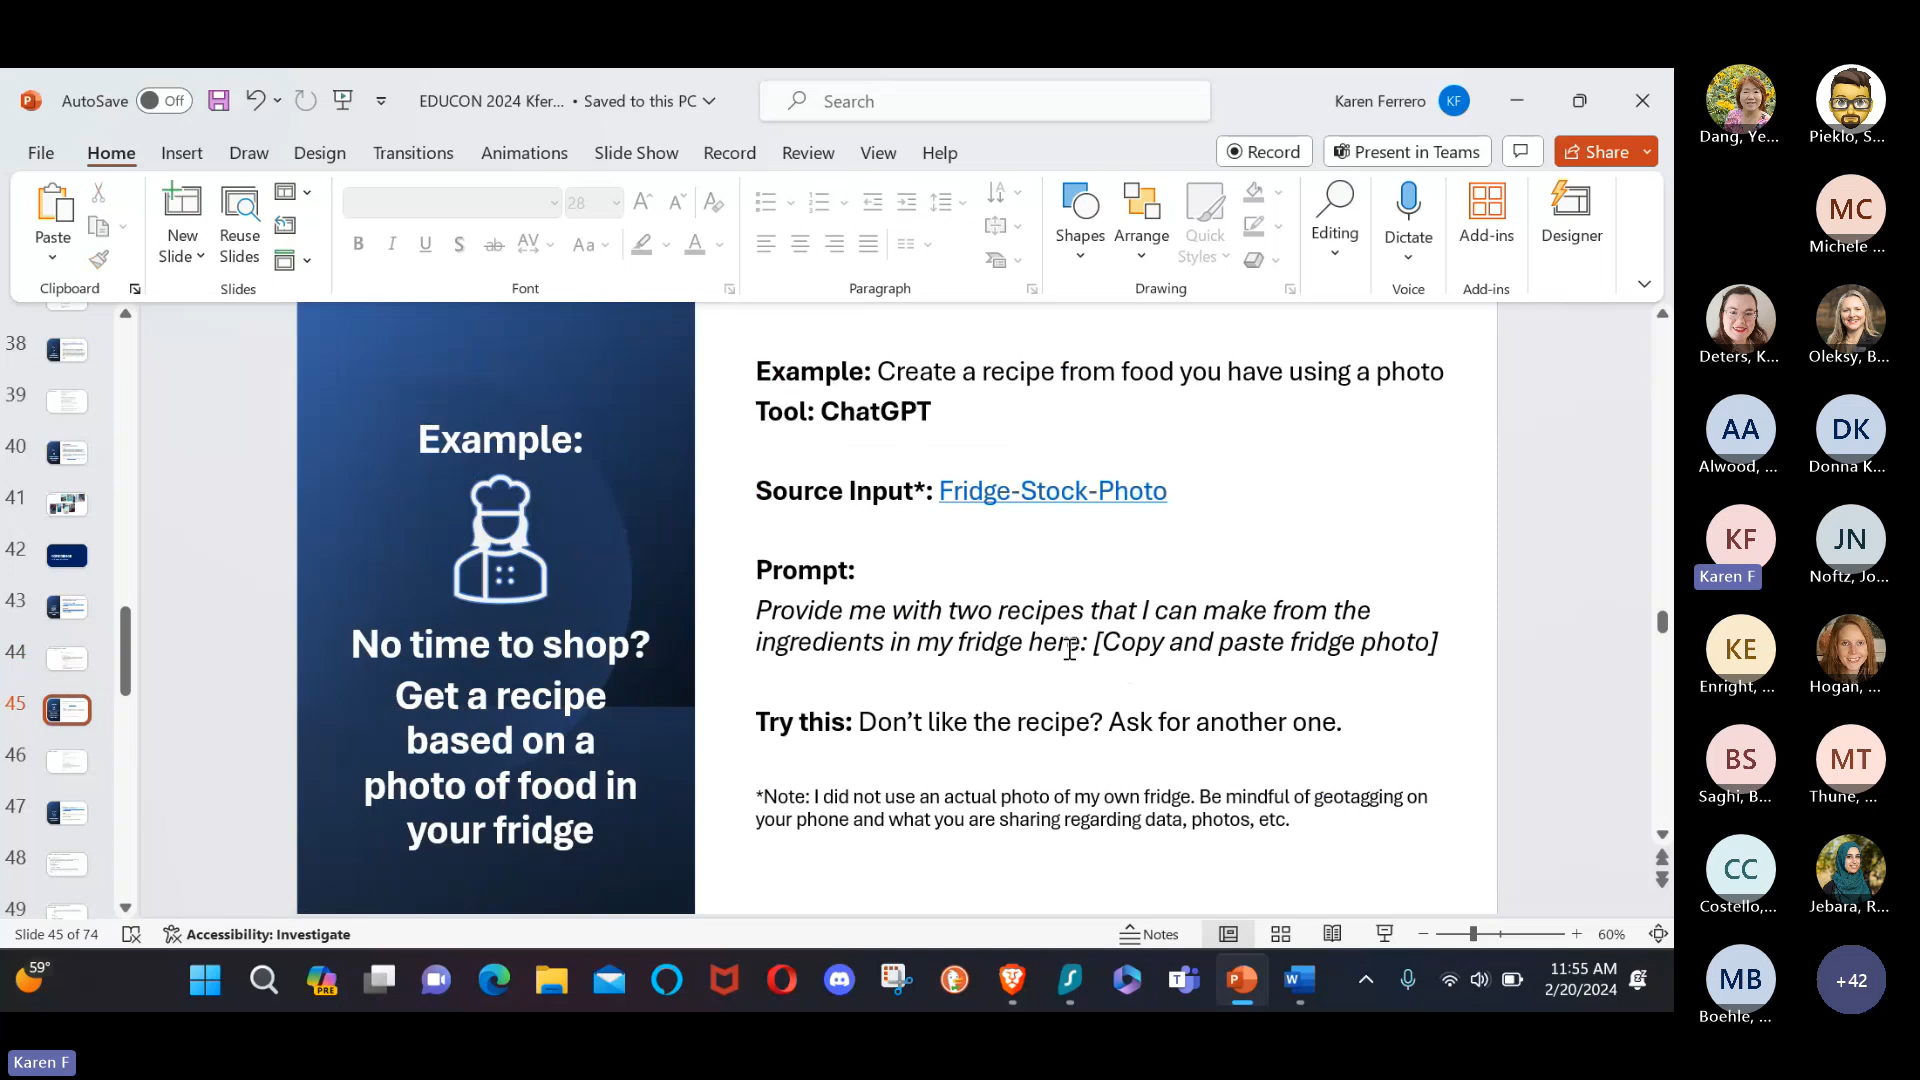 AutoSave Off EDUCON 2024 Kfer... • Saved to this PC Search Karen Ferrero KF
File Home Insert Draw Design Transitions Animations Slide Show Record Review View Help Record Present in Teams Share
Paste New Slide Reuse Slides 28 B I U S ab AV Aa A Shapes Arrange Quick Styles Editing Dictate Add-ins Designer
Clipboard Slides Font Paragraph Drawing Voice Add-ins
38
39
40
41
42
43
44
45
46
47
48
49
Example:
No time to shop?
Get a recipe
based on a
photo of food in
your fridge
Example: Create a recipe from food you have using a photo
Tool: ChatGPT
Source Input*: Fridge-Stock-Photo
Prompt:
Provide me with two recipes that I can make from the
ingredients in my fridge here: [Copy and paste fridge photo]
Try this: Don’t like the recipe? Ask for another one.
*Note: I did not use an actual photo of my own fridge. Be mindful of geotagging on
your phone and what you are sharing regarding data, photos, etc.
Slide 45 of 74 Accessibility: Investigate Notes 60%
59° PRE 11:55 AM
2/20/2024
Karen F
Dang, Ye... Pieklo, S...
MC
Michele ...
Deters, K... Oleksy, B...
AA DK
Alwood, ... Donna K...
KF JN
Karen F Noftz, Jo...
KE
Enright, ... Hogan, ...
BS MT
Saghi, B... Thune, ...
CC
Costello,... Jebara, R...
MB +42
Boehle, ...